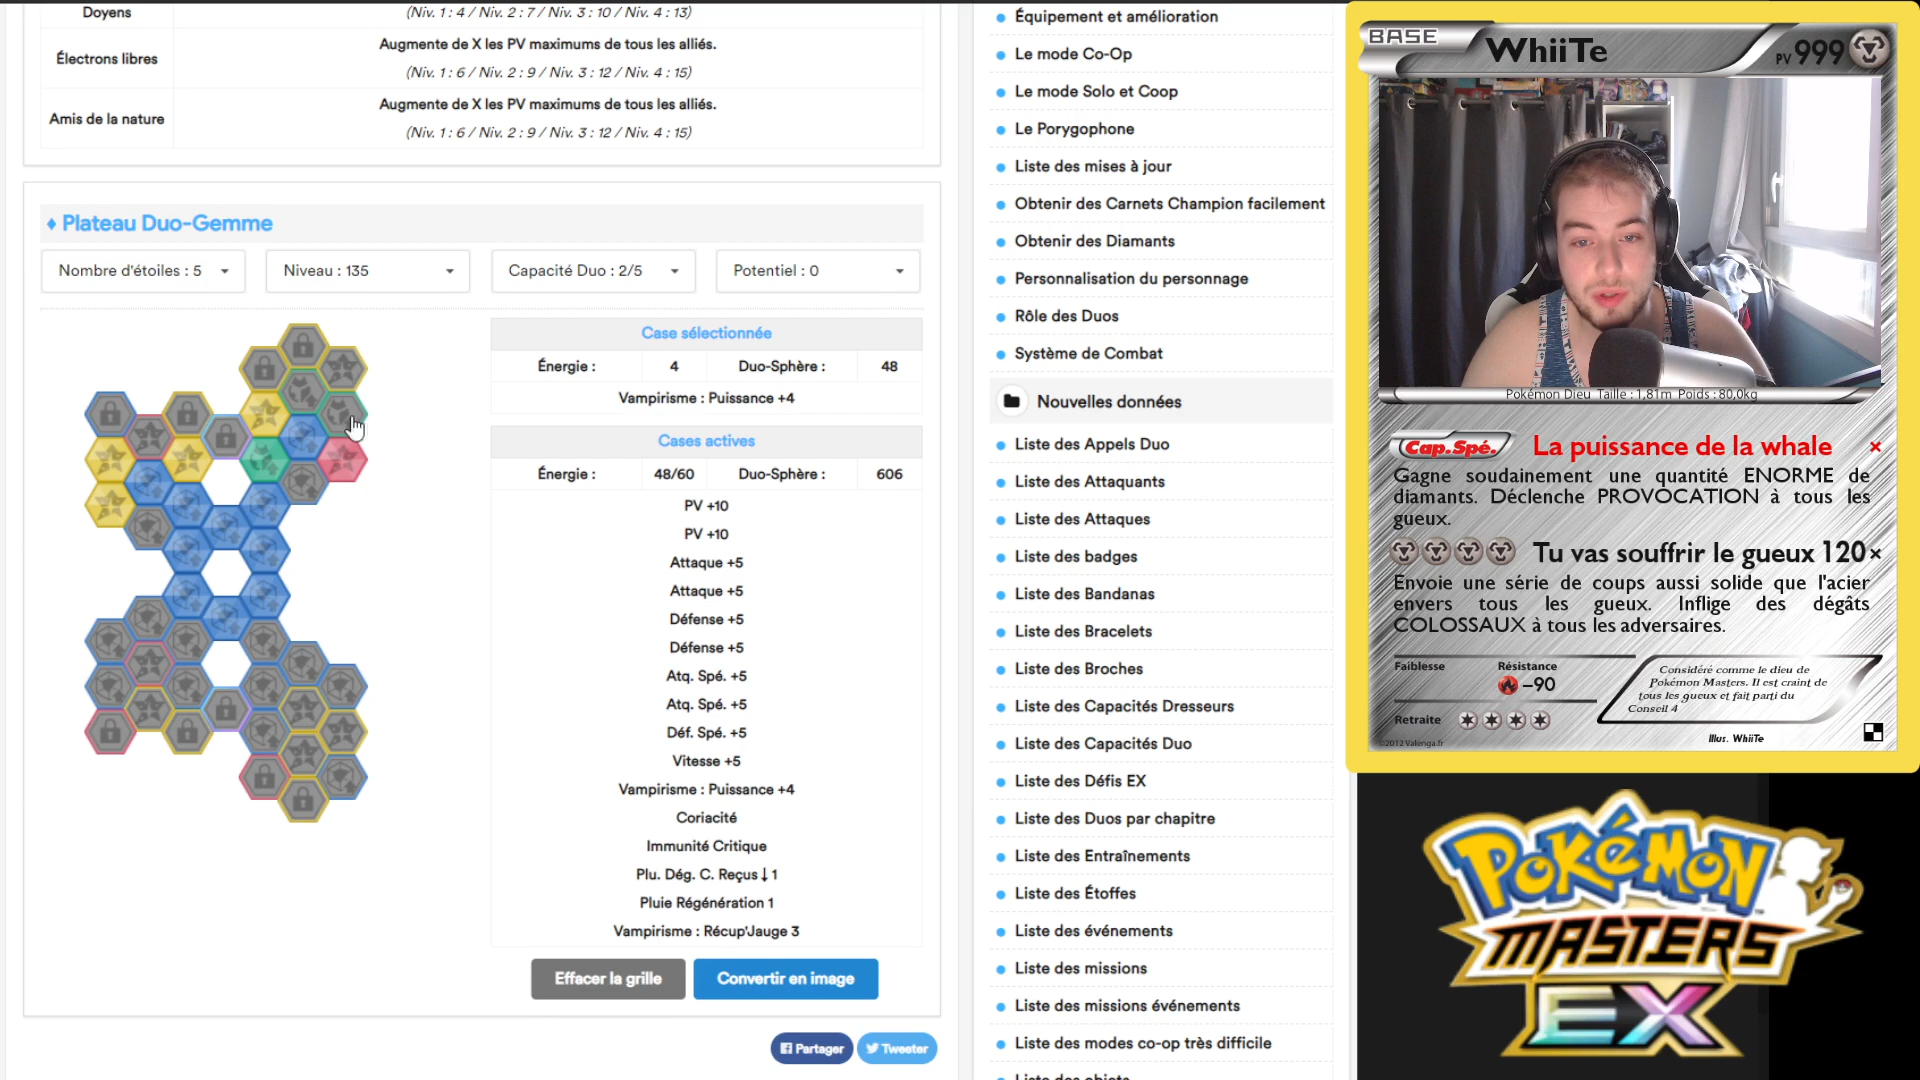 Doyens
(Niv. 1 : 4 / Niv. 2 : 7 / Niv. 3 : 10 / Niv. 4 : 13)
Électrons libres
Augmente de X les PV maximums de tous les alliés.
(Niv. 1 : 6 / Niv. 2 : 9 / Niv. 3 : 12 / Niv. 4 : 15)
Amis de la nature
Augmente de X les PV maximums de tous les alliés.
(Niv. 1 : 6 / Niv. 2 : 9 / Niv. 3 : 12 / Niv. 4 : 15)
♦ Plateau Duo-Gemme
Nombre d'étoiles : 5
Niveau : 135
Capacité Duo : 2/5
Potentiel : 0
Case sélectionnée
Énergie : 4 Duo-Sphère : 48
Vampirisme : Puissance +4
Cases actives
Énergie : 48/60 Duo-Sphère : 606
PV +10
PV +10
Attaque +5
Attaque +5
Défense +5
Défense +5
Atq. Spé. +5
Atq. Spé. +5
Déf. Spé. +5
Vitesse +5
Vampirisme : Puissance +4
Coriacité
Immunité Critique
Plu. Dég. C. Reçus ↓ 1
Pluie Régénération 1
Vampirisme : Récup'Jauge 3
Effacer la grille
Convertir en image
Partager
Tweeter
Équipement et amélioration
Le mode Co-Op
Le mode Solo et Coop
Le Porygophone
Liste des mises à jour
Obtenir des Carnets Champion facilement
Obtenir des Diamants
Personnalisation du personnage
Rôle des Duos
Système de Combat
Nouvelles données
Liste des Appels Duo
Liste des Attaquants
Liste des Attaques
Liste des badges
Liste des Bandanas
Liste des Bracelets
Liste des Broches
Liste des Capacités Dresseurs
Liste des Capacités Duo
Liste des Défis EX
Liste des Duos par chapitre
Liste des Entraînements
Liste des Étoffes
Liste des événements
Liste des missions
Liste des missions événements
Liste des modes co-op très difficile
Liste des objets
BASE
WhiiTe
PV 999
Pokémon Dieu Taille : 1,81m Poids : 80,0kg
Cap.Spé. La puissance de la whale ×
Gagne soudainement une quantité ENORME de
diamants. Déclenche PROVOCATION à tous les
gueux.
Tu vas souffrir le gueux 120×
Envoie une série de coups aussi solide que l'acier
envers tous les gueux. Inflige des dégâts
COLOSSAUX à tous les adversaires.
Faiblesse
Résistance
-90
Retraite
Considéré comme le dieu de
Pokémon Masters. Il est craint de
tous les gueux et fait parti du
Conseil 4
Illus. WhiiTe
©2012 Valenga.fr
POKéMON
MASTERS
EX